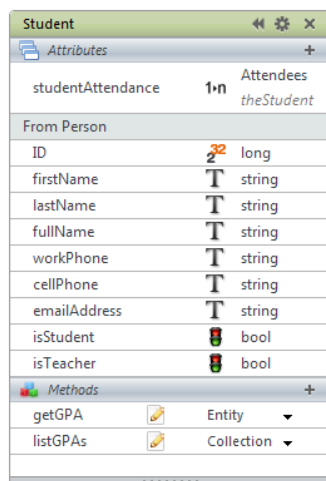 Student
Attributes
studentAttendance 1▸n Attendees
theStudent
From Person
ID 2³² long
firstName T string
lastName T string
fullName T string
workPhone T string
cellPhone T string
emailAddress T string
isStudent bool
isTeacher bool
Methods
getGPA Entity
listGPAs Collection